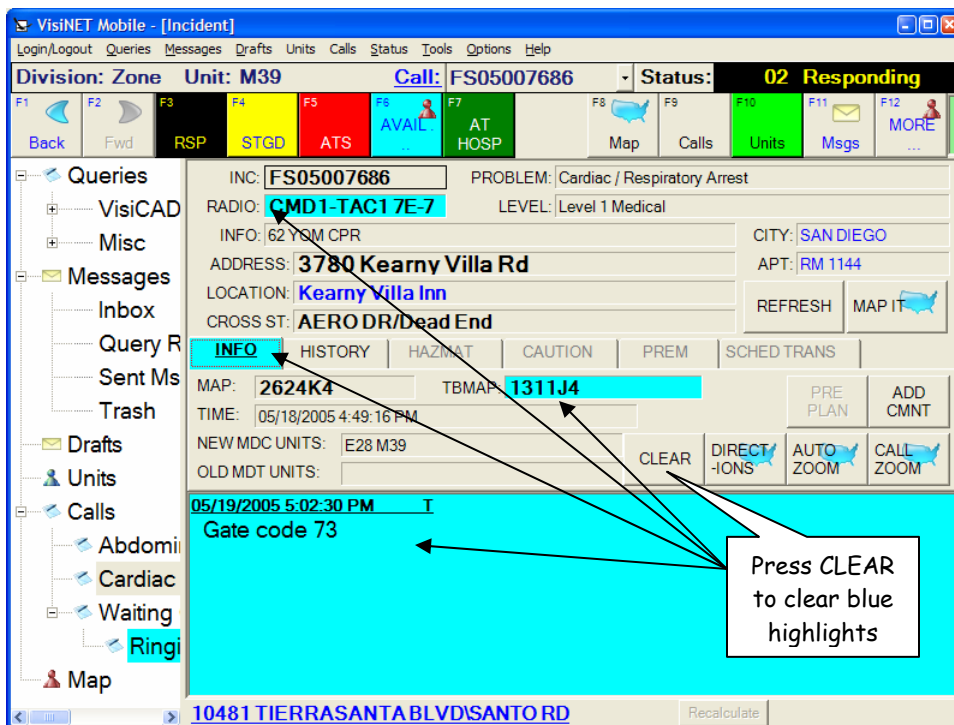 VisiNET Mobile - [Incident]
Login/Logout Queries Messages Drafts Units Calls Status Tools Options Help
Division: Zone Unit: M39 Call: FS05007686 - Status: 02 Responding
F1 Back
F2 Fwd
F3 RSP
F4 STGD
F5 ATS
F6 AVAIL. ..
F7 AT HOSP
F8 Map
F9 Calls
F10 Units
F11 Msgs
F12 MORE ...
Queries
VisiCAD
Misc
Messages
Inbox
Query R
Sent Ms
Trash
Drafts
Units
Calls
Abdomi
Cardiac
Waiting
Ringi
Map
INC: FS05007686 PROBLEM: Cardiac / Respiratory Arrest
RADIO: CMD1-TAC1 7E-7 LEVEL: Level 1 Medical
INFO: 62 YOM CPR CITY: SAN DIEGO
ADDRESS: 3780 Kearny Villa Rd APT: RM 1144
LOCATION: Kearny Villa Inn
CROSS ST: AERO DR/Dead End
REFRESH MAP IT
INFO HISTORY HAZMAT CAUTION PREM SCHED TRANS
MAP: 2624K4 TBMAP: 1311J4
TIME: 05/18/2005 4:49:16 PM
PRE PLAN
ADD CMNT
NEW MDC UNITS: E28 M39
OLD MDT UNITS:
CLEAR
DIRECT -IONS
AUTO ZOOM
CALL ZOOM
05/19/2005 5:02:30 PM T
Gate code 73
Press CLEAR
to clear blue
highlights
10481 TIERRASANTA BLVD\SANTO RD Recalculate